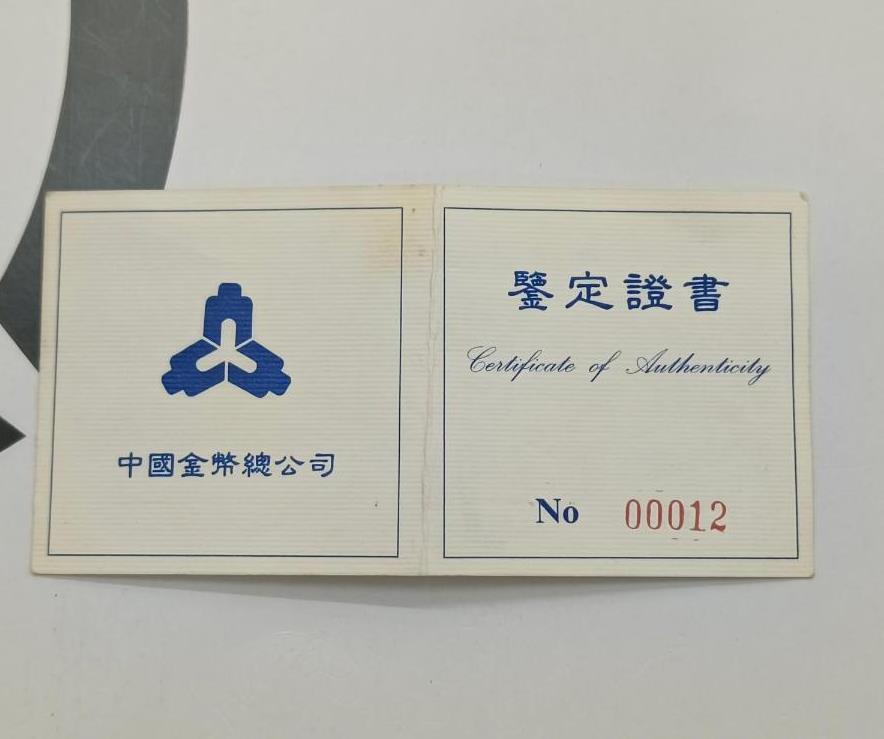 中國金幣總公司
鑒定證書
Certificate of Authenticity
No 00012